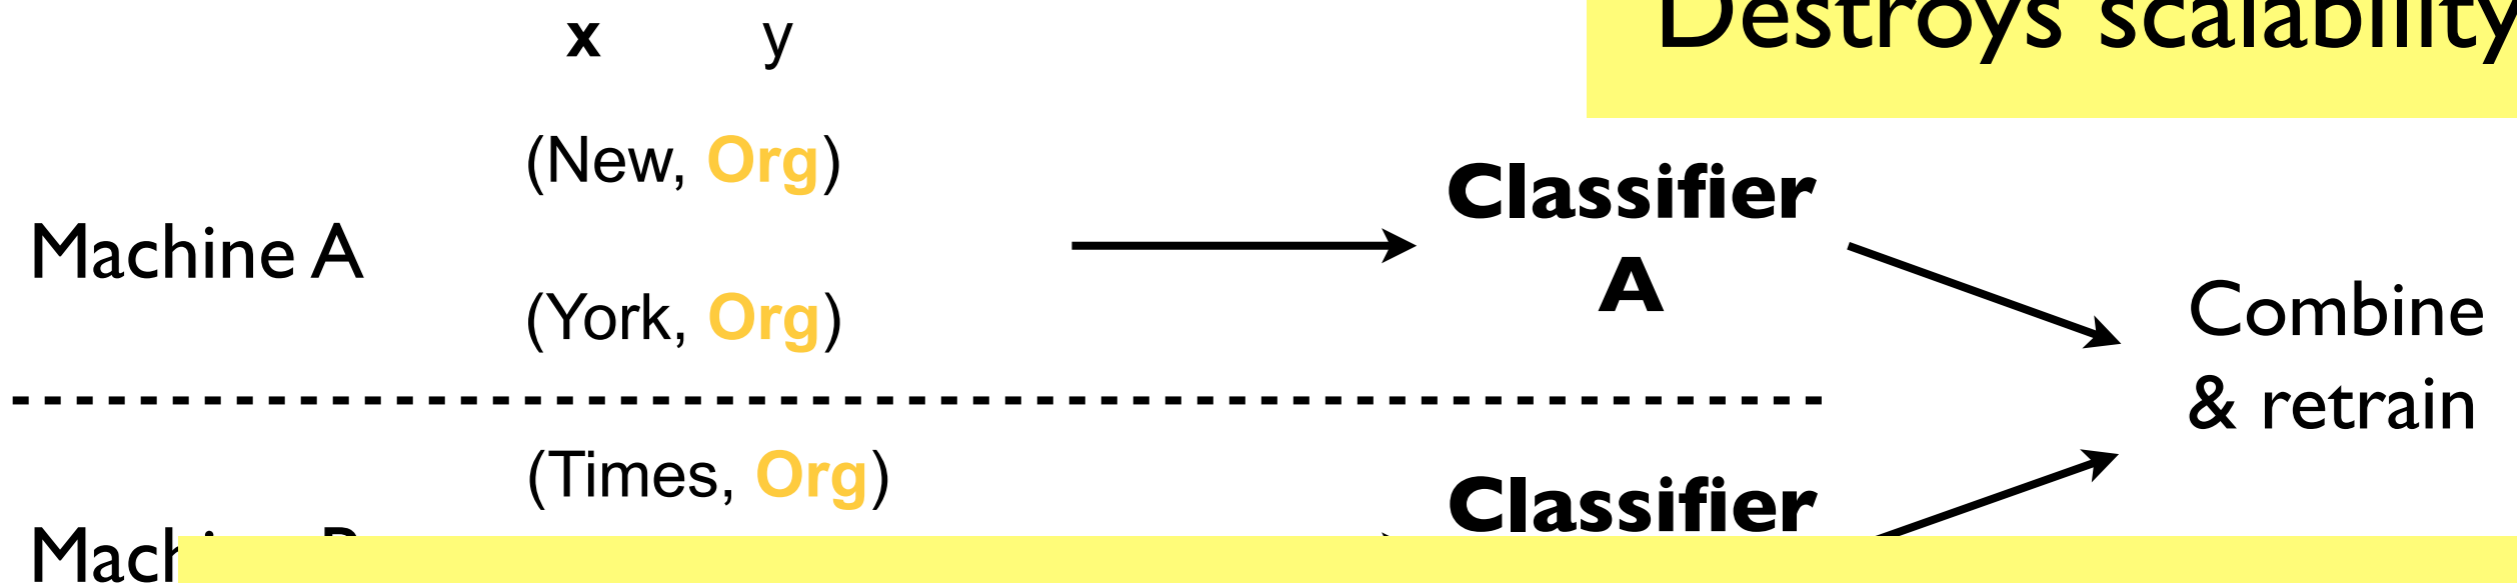 Destroys scalability
x y
(New, Org)
Classifier
A
Machine A
(York, Org)
Combine
& retrain
(Times, Org)
Classifier